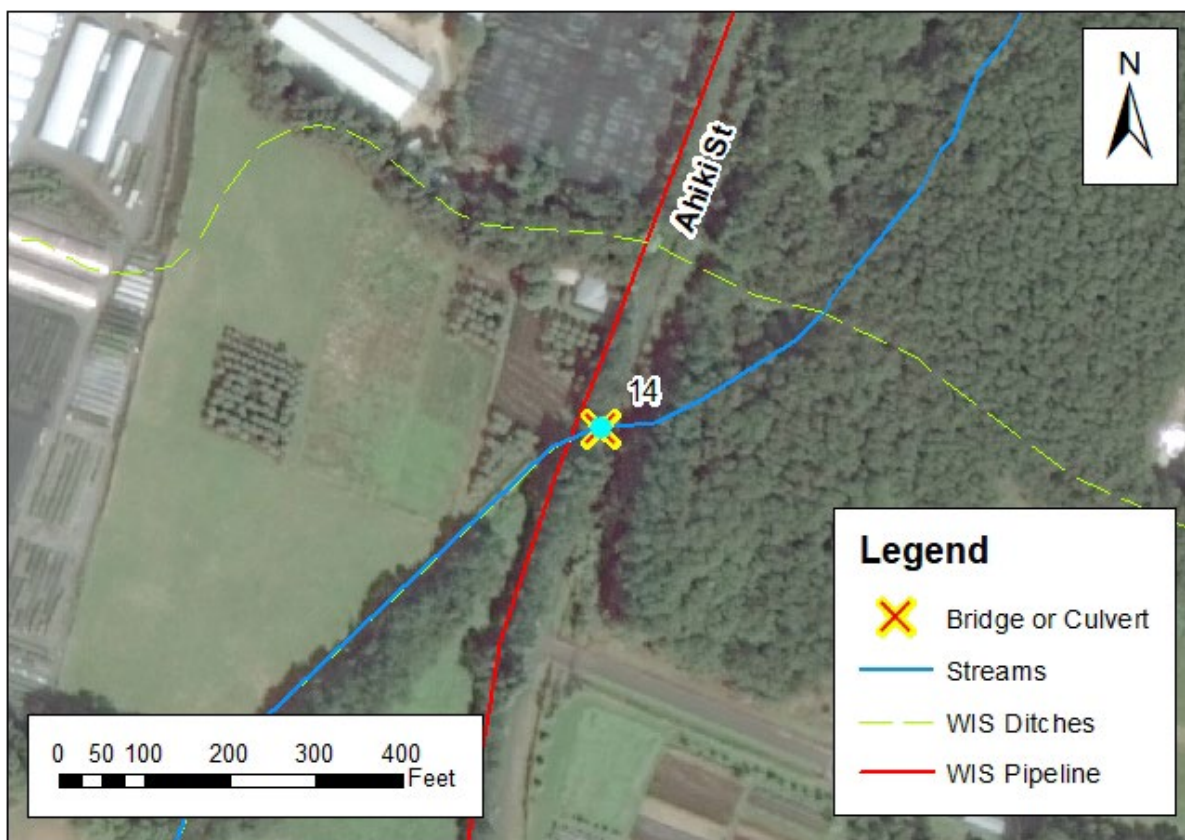 N
Ahiki St
14
Legend
Bridge or Culvert
Streams
WIS Ditches
WIS Pipeline
0 50 100 200 300 400
Feet